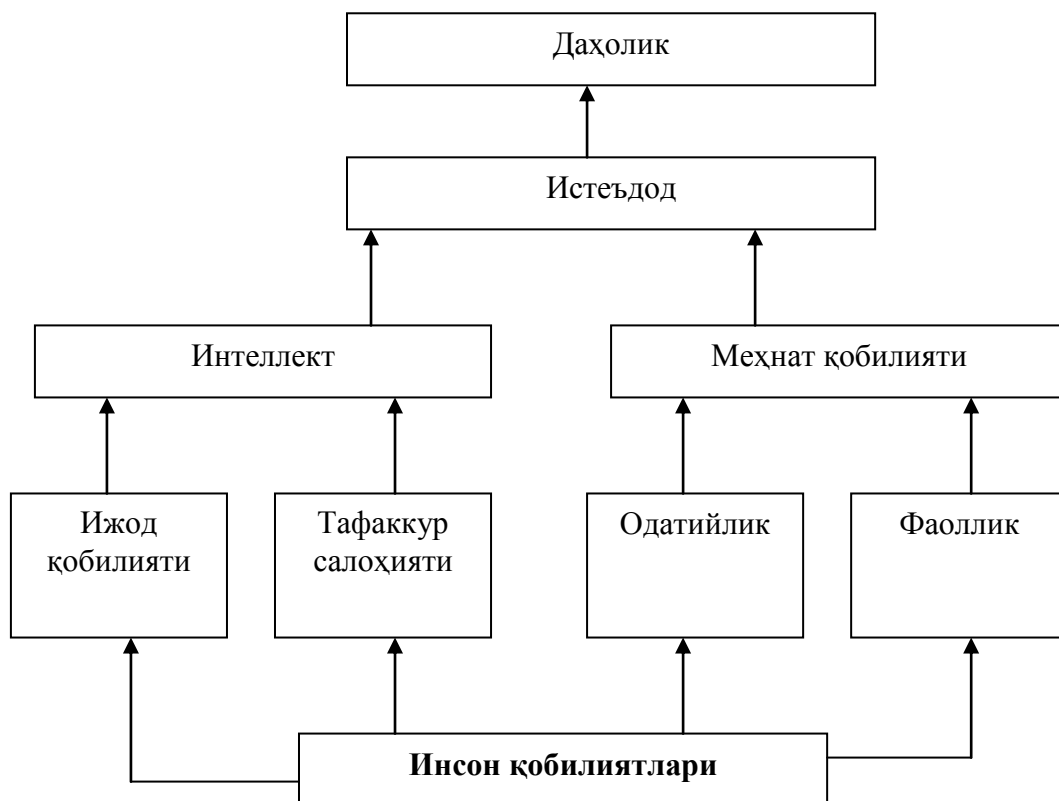 Даҳолик
Истеъдод
Интеллект
Меҳнат қобилияти
Ижод
қобилияти
Тафаккур
салоҳияти
Одатийлик
Фаоллик
Инсон қобилиятлари